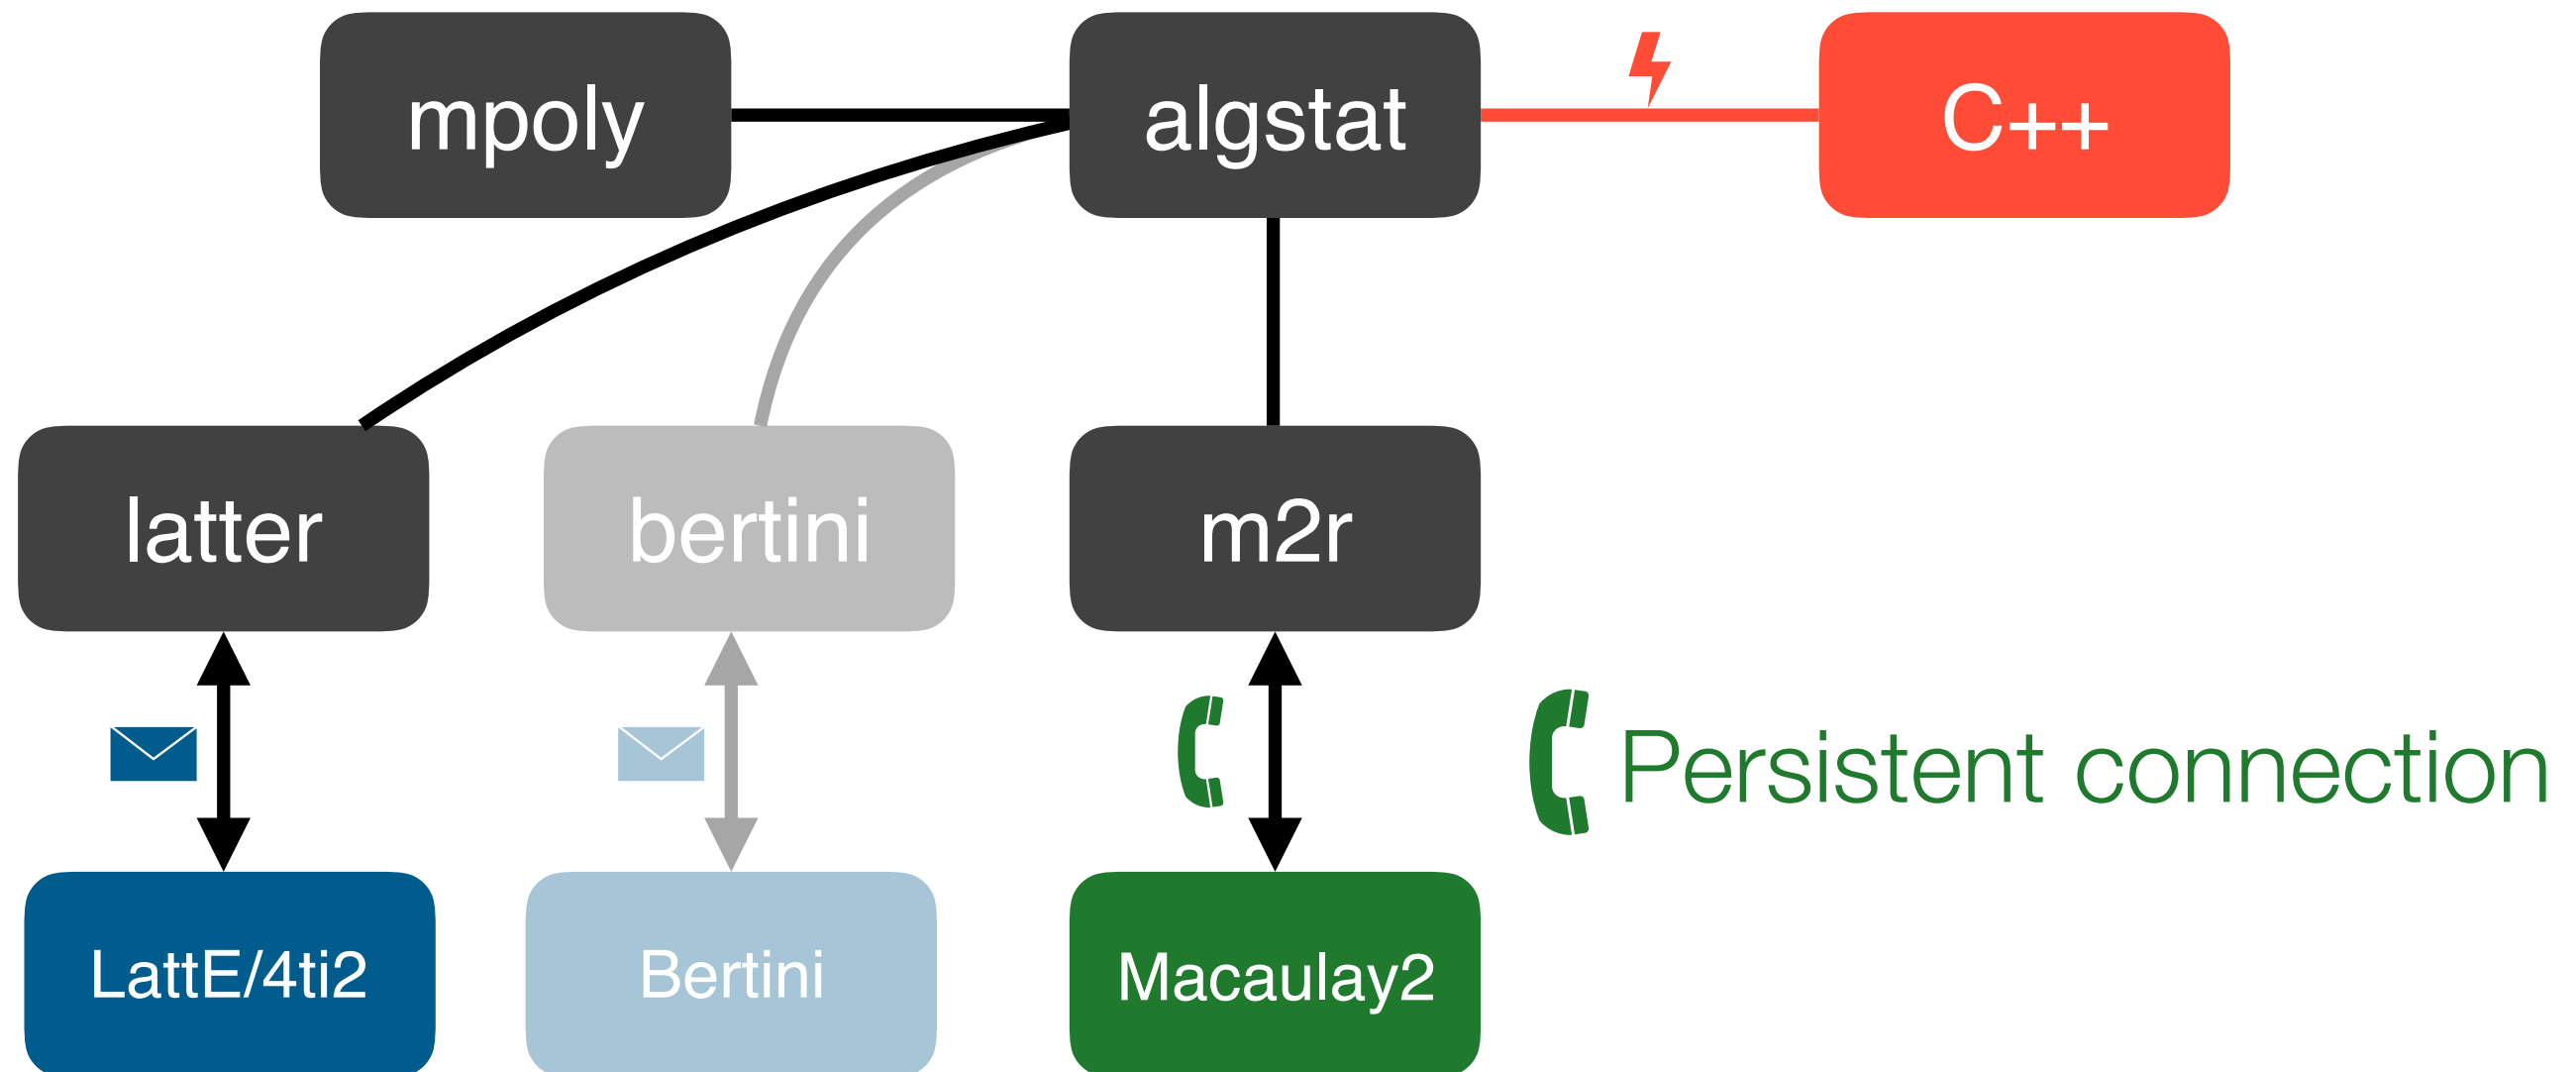 mpoly
algstat
C++
latter
bertini
m2r
Persistent connection
LattE/4ti2
Bertini
Macaulay2